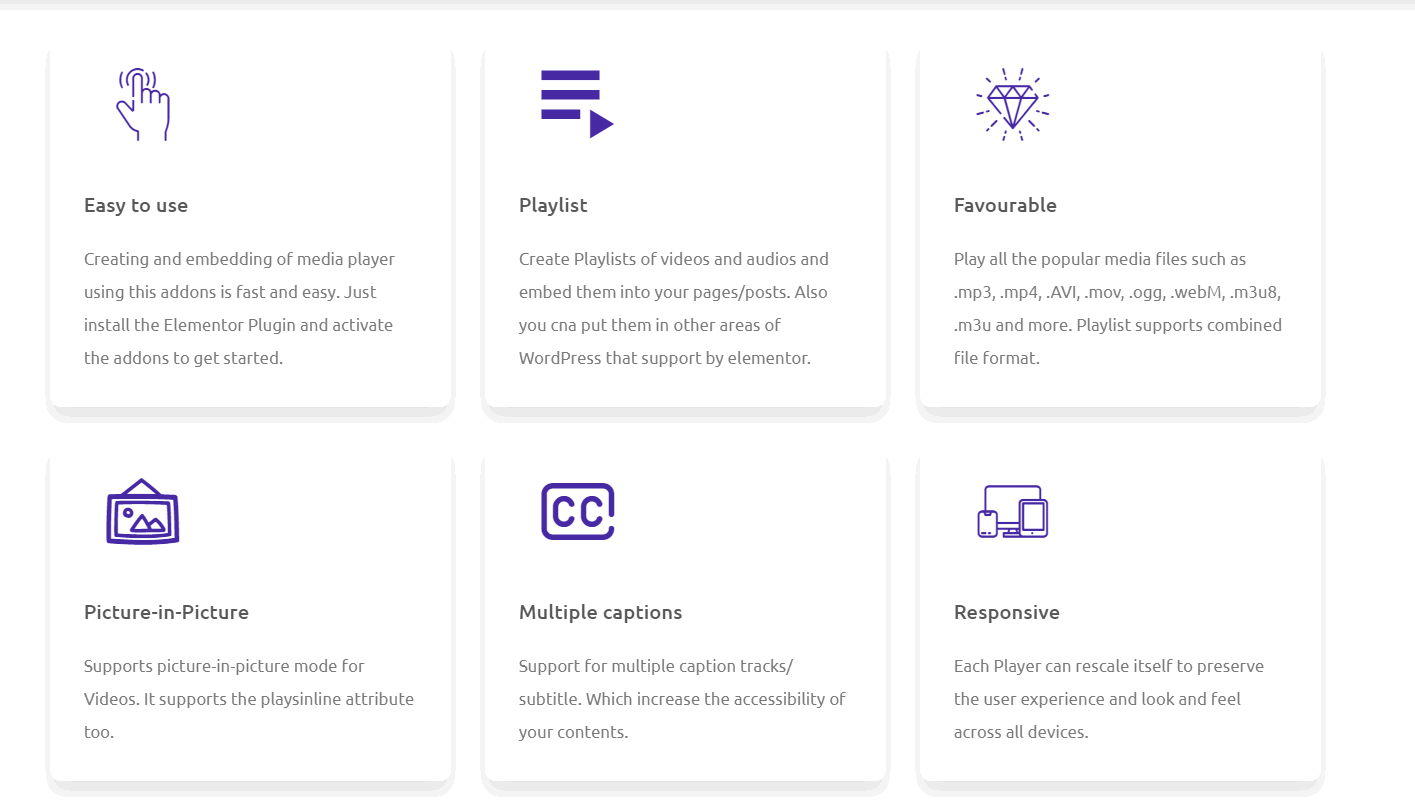 Easy to use
Creating and embedding of media player
using this addons is fast and easy. Just
install the Elementor Plugin and activate
the addons to get started.
Playlist
Create Playlists of videos and audios and
embed them into your pages/posts. Also
you cna put them in other areas of
WordPress that support by elementor.
Favourable
Play all the popular media files such as
.mp3, .mp4, .AVI, .mov, .ogg, .webM, .m3u8,
.m3u and more. Playlist supports combined
file format.
Picture-in-Picture
Supports picture-in-picture mode for
Videos. It supports the playsinline attribute
too.
CC
Multiple captions
Support for multiple caption tracks/
subtitle. Which increase the accessibility of
your contents.
Responsive
Each Player can rescale itself to preserve
the user experience and look and feel
across all devices.